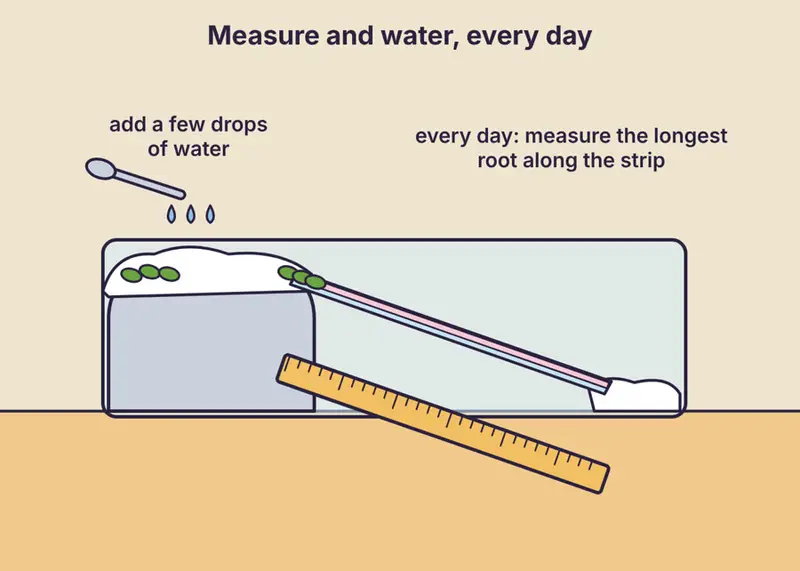 Measure and water, every day
add a few drops
of water
every day: measure the longest
root along the strip